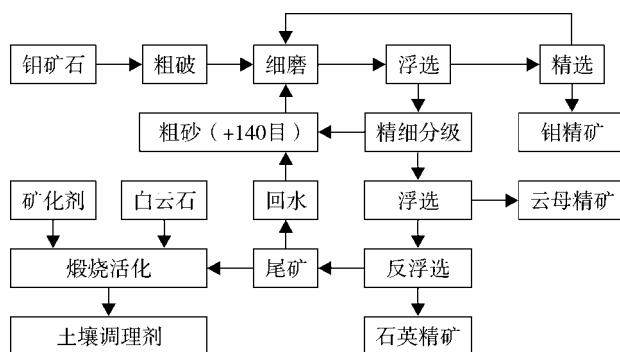 钼矿石
粗破
细磨
浮选
精选
粗砂（+140目）
精细分级
钼精矿
矿化剂
白云石
回水
浮选
云母精矿
煅烧活化
尾矿
反浮选
土壤调理剂
石英精矿